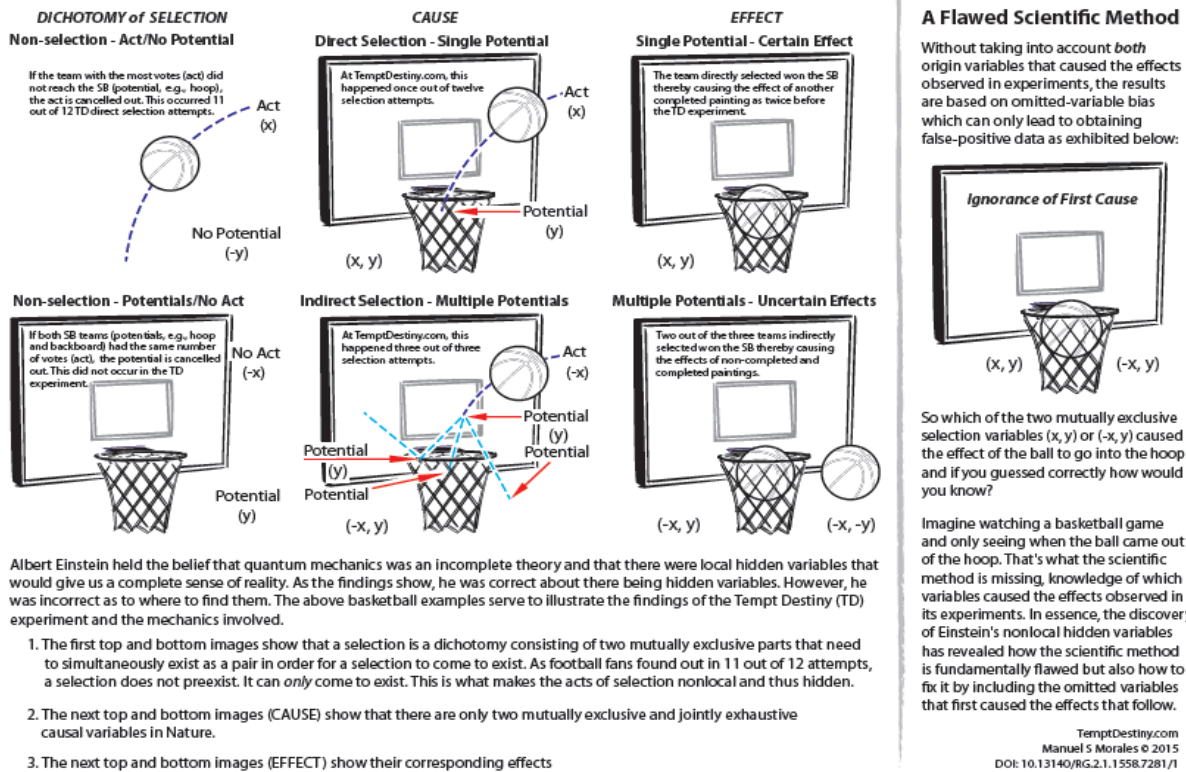 DICHOTOMY of SELECTION
Non-selection - Act/No Potential
If the team with the most votes (act) did
not reach the SB (potential, e.g., hoop),
the act is cancelled out. This occurred 11
out of 12 TD direct selection attempts.
Act
(x)
No Potential
(-y)
CAUSE
Direct Selection - Single Potential
At TemptDestiny.com, this
happened once out of twelve
selection attempts.
Act
(x)
Potential
(y)
(x, y)
EFFECT
Single Potential - Certain Effect
The team directly selected won the SB
thereby causing the effect of another
completed painting as twice before
the TD experiment.
(x, y)
Non-selection - Potentials/No Act
If both SB teams (potentials, e.g., hoop
and backboard) had the same number
of votes (act), the potential is cancelled
out. This did not occur in the TD
experiment.
No Act
(-x)
Potential
(y)
Indirect Selection - Multiple Potentials
At TemptDestiny.com, this
happened three out of three
selection attempts.
Act
(-x)
Potential
(y)
Potential
Potential
(y)
Potential
(-x, y)
Multiple Potentials - Uncertain Effects
Two out of the three teams indirectly
selected won the SB thereby causing
the effects of non-completed and
completed paintings.
(-x, y)
(-x, -y)
Albert Einstein held the belief that quantum mechanics was an incomplete theory and that there were local hidden variables that
would give us a complete sense of reality. As the findings show, he was correct about there being hidden variables. However, he
was incorrect as to where to find them. The above basketball examples serve to illustrate the findings of the Tempt Destiny (TD)
experiment and the mechanics involved.
1. The first top and bottom images show that a selection is a dichotomy consisting of two mutually exclusive parts that need
to simultaneously exist as a pair in order for a selection to come to exist. As football fans found out in 11 out of 12 attempts,
a selection does not preexist. It can only come to exist. This is what makes the acts of selection nonlocal and thus hidden.
2. The next top and bottom images (CAUSE) show that there are only two mutually exclusive and jointly exhaustive
causal variables in Nature.
3. The next top and bottom images (EFFECT) show their corresponding effects
A Flawed Scientific Method
Without taking into account both
origin variables that caused the effects
observed in experiments, the results
are based on omitted-variable bias
which can only lead to obtaining
false-positive data as exhibited below:
Ignorance of First Cause
(x, y)
(-x, y)
So which of the two mutually exclusive
selection variables (x, y) or (-x, y) caused
the effect of the ball to go into the hoop
and if you guessed correctly how would
you know?
Imagine watching a basketball game
and only seeing when the ball came out
of the hoop. That's what the scientific
method is missing, knowledge of which
variables caused the effects observed in
its experiments. In essence, the discovery
of Einstein's nonlocal hidden variables
has revealed how the scientific method
is fundamentally flawed but also how to
fix it by including the omitted variables
that first caused the effects that follow.
TemptDestiny.com
Manuel S Morales © 2015
DOI: 10.13140/RG.2.1.1558.7281/1